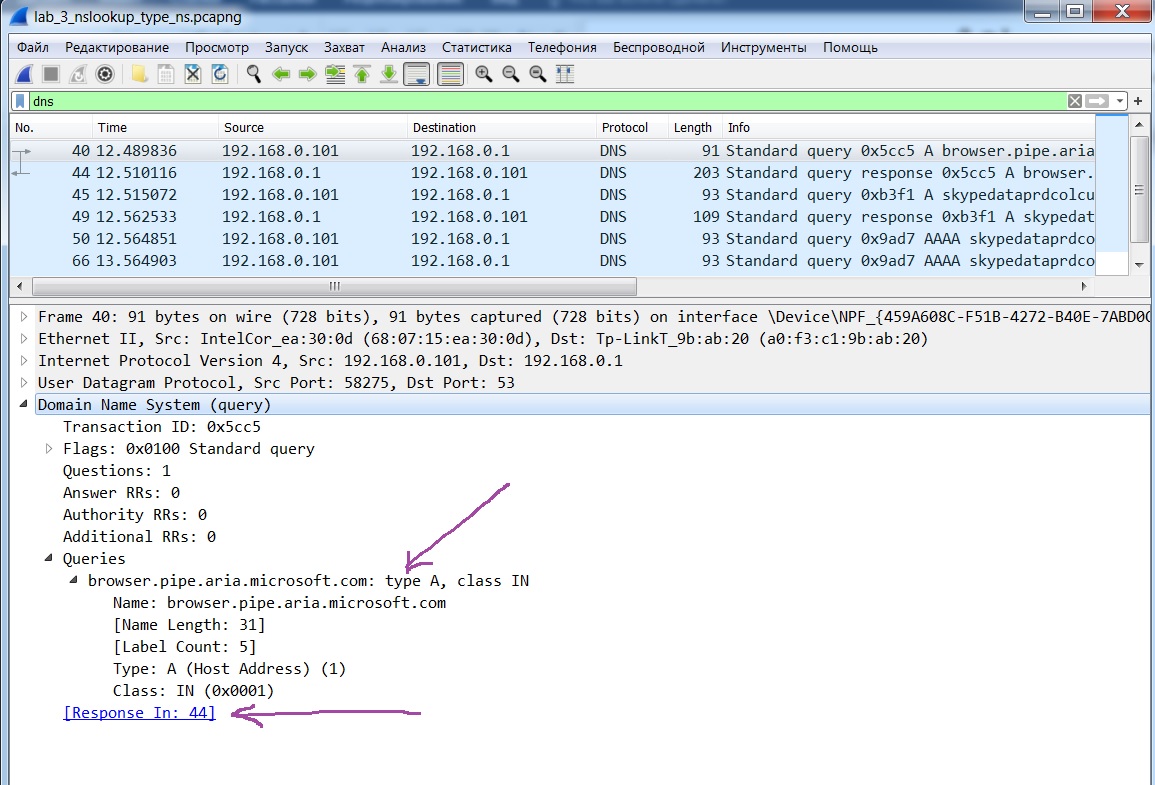 lab_3_nslookup_type_ns.pcapng
Файл Редактирование Просмотр Запуск Захват Анализ Статистика Телефония Беспроводной Инструменты Помощь
dns
No. Time Source Destination Protocol Length Info
40 12.489836 192.168.0.101 192.168.0.1 DNS 91 Standard query 0x5cc5 A browser.pipe.aria
44 12.510116 192.168.0.1 192.168.0.101 DNS 203 Standard query response 0x5cc5 A browser.
45 12.515072 192.168.0.101 192.168.0.1 DNS 93 Standard query 0xb3f1 A skypedataprdcolcu
49 12.562533 192.168.0.1 192.168.0.101 DNS 109 Standard query response 0xb3f1 A skypedat
50 12.564851 192.168.0.101 192.168.0.1 DNS 93 Standard query 0x9ad7 AAAA skypedataprdco
66 13.564903 192.168.0.101 192.168.0.1 DNS 93 Standard query 0x9ad7 AAAA skypedataprdco
Frame 40: 91 bytes on wire (728 bits), 91 bytes captured (728 bits) on interface \Device\NPF_{459A608C-F51B-4272-B40E-7ABD0C
Ethernet II, Src: IntelCor_ea:30:0d (68:07:15:ea:30:0d), Dst: Tp-LinkT_9b:ab:20 (a0:f3:c1:9b:ab:20)
Internet Protocol Version 4, Src: 192.168.0.101, Dst: 192.168.0.1
User Datagram Protocol, Src Port: 58275, Dst Port: 53
Domain Name System (query)
Transaction ID: 0x5cc5
Flags: 0x0100 Standard query
Questions: 1
Answer RRs: 0
Authority RRs: 0
Additional RRs: 0
Queries
browser.pipe.aria.microsoft.com: type A, class IN
Name: browser.pipe.aria.microsoft.com
[Name Length: 31]
[Label Count: 5]
Type: A (Host Address) (1)
Class: IN (0x0001)
[Response In: 44]